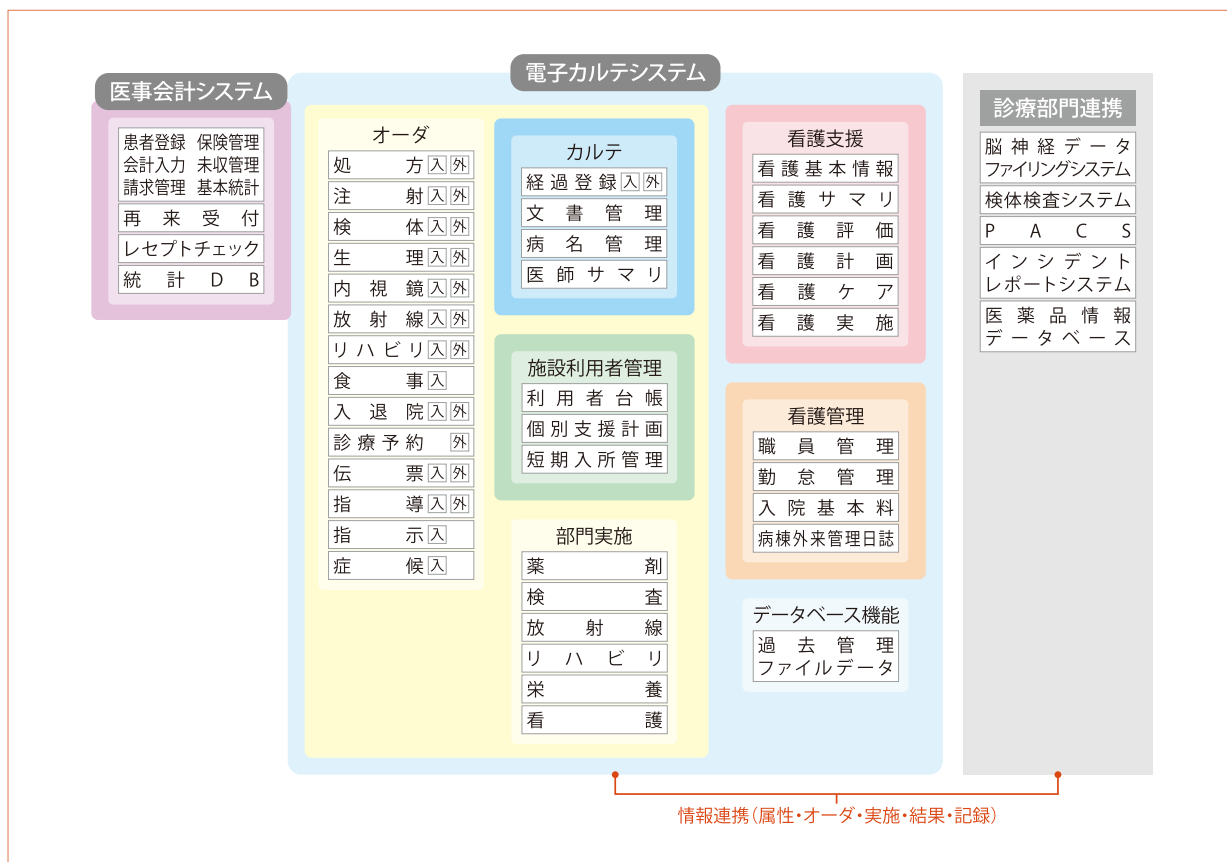 医事会計システム
患者登録 保険管理
会計入力 未収管理
請求管理 基本統計
再来受付
レセプトチェック
統計DB
電子カルテシステム
オーダ
処方 入 外
注射 入 外
検体 入 外
生理 入 外
内視鏡 入 外
放射線 入 外
リハビリ 入 外
食事 入
入退院 入 外
診療予約 外
伝票 入 外
指導 入 外
指示 入
症候 入
カルテ
経過登録 入 外
文書管理
病名管理
医師サマリ
施設利用者管理
利用者台帳
個別支援計画
短期入所管理
部門実施
薬剤
検査
放射線
リハビリ
栄養
看護
看護支援
看護基本情報
看護サマリ
看護評価
看護計画
看護ケア
看護実施
看護管理
職員管理
勤怠管理
入院基本料
病棟外来管理日誌
データベース機能
過去管理
ファイルデータ
診療部門連携
脳神経データ
ファイリングシステム
検体検査システム
PACS
インシデント
レポートシステム
医薬品情報
データベース
情報連携(属性・オーダ・実施・結果・記録)